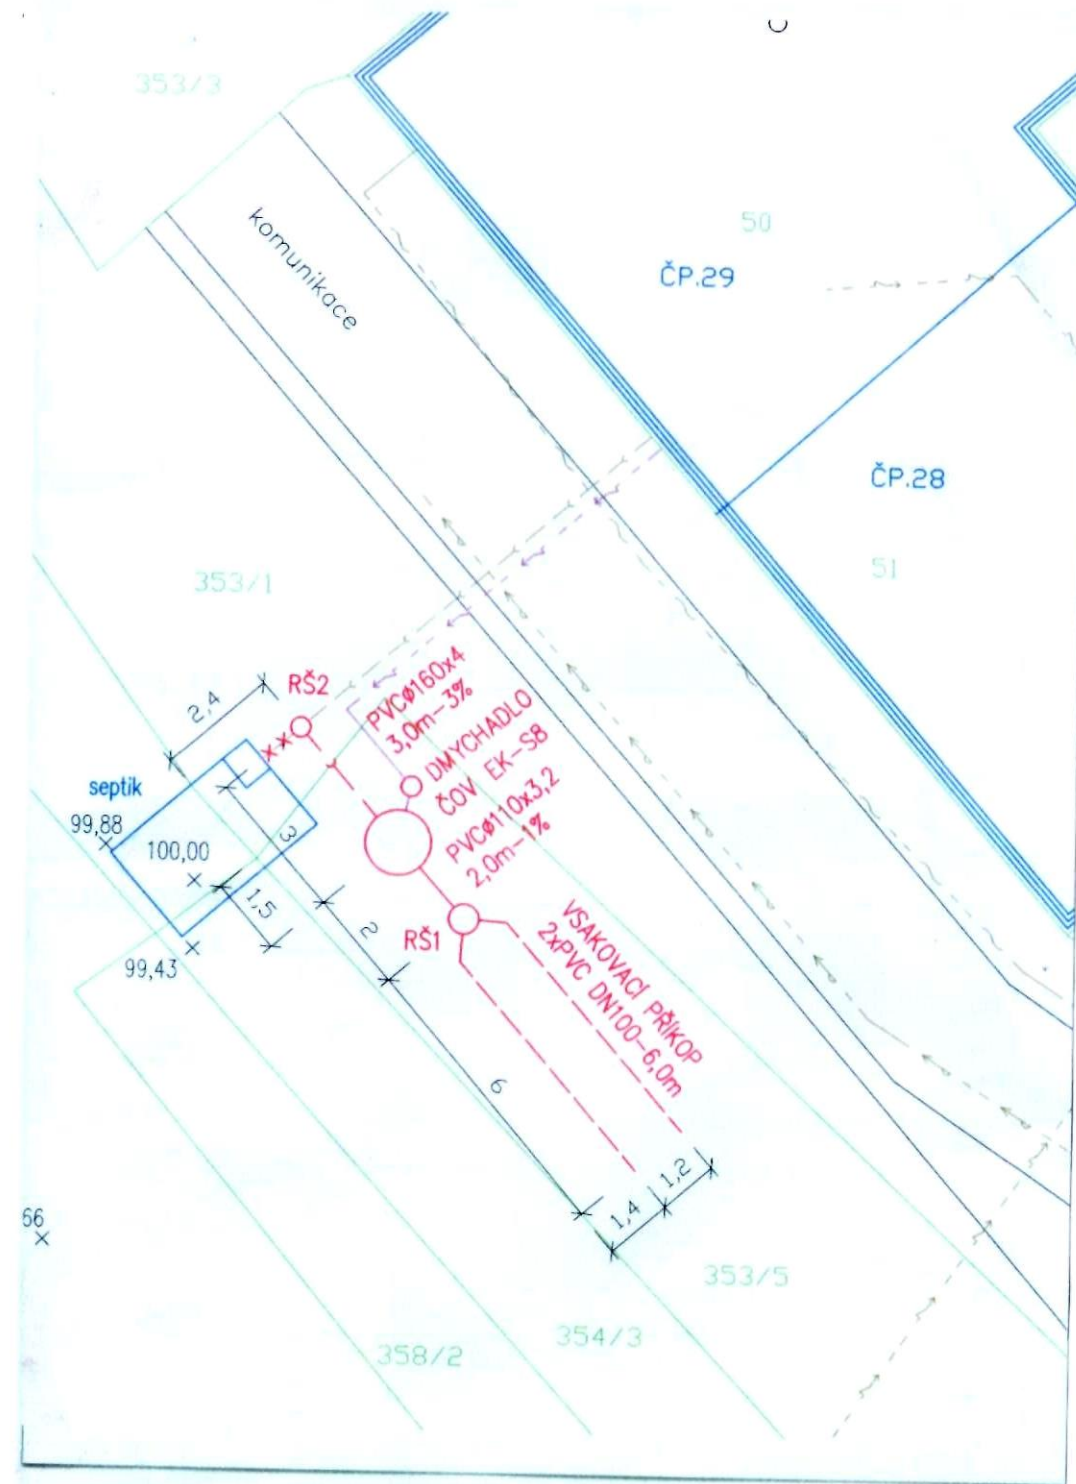 353/3
50
komunikace
ČP.29
ČP.28
51
353/1
RŠ2
2,4
PVCø160x4
3,0m-3%
DMYCHADLO
ČOV EK-S8
PVCø110x3,2
2,0m-1%
septik
99,88
100,00
3
1,5
2
RŠ1
99,43
VSAKOVACÍ PŘÍKOP
2xPVC DN100-6,0m
6
1,2
1,4
66
353/5
354/3
358/2